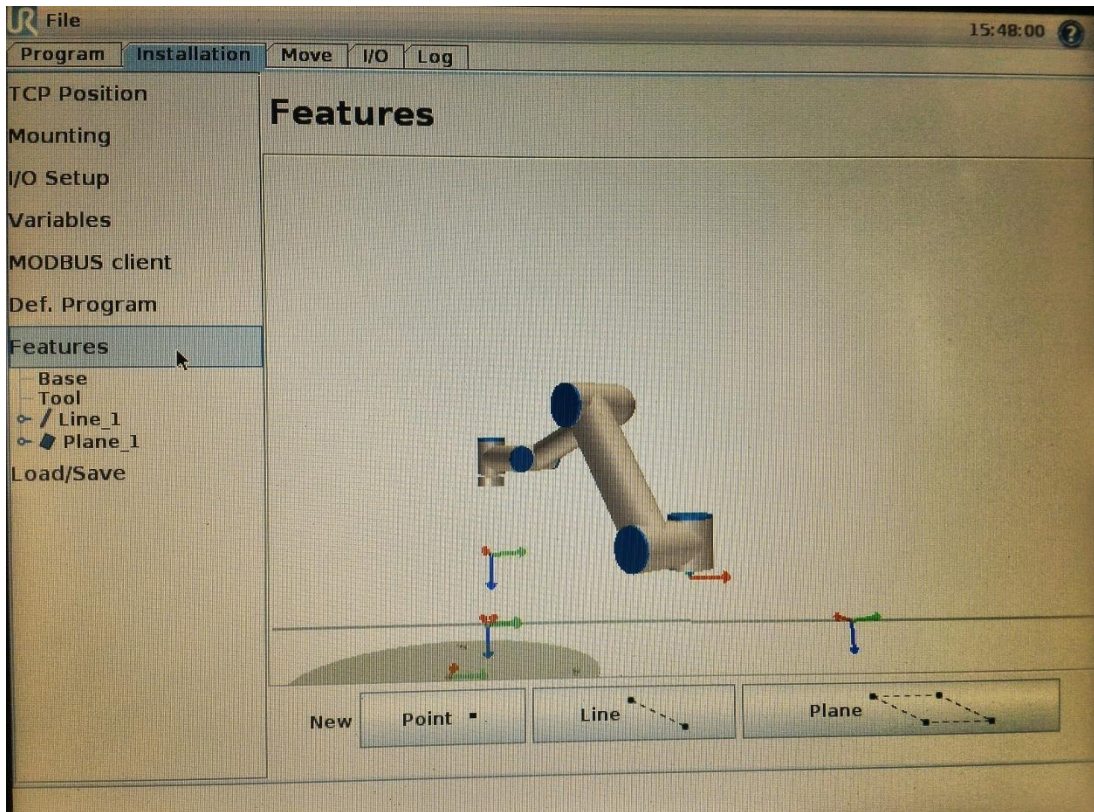 UR File
15:48:00 ?
Program Installation Move I/O Log
TCP Position
Features
Mounting
I/O Setup
Variables
MODBUS client
Def. Program
Features
Base
Tool
Line_1
Plane_1
Load/Save
New Point Line Plane